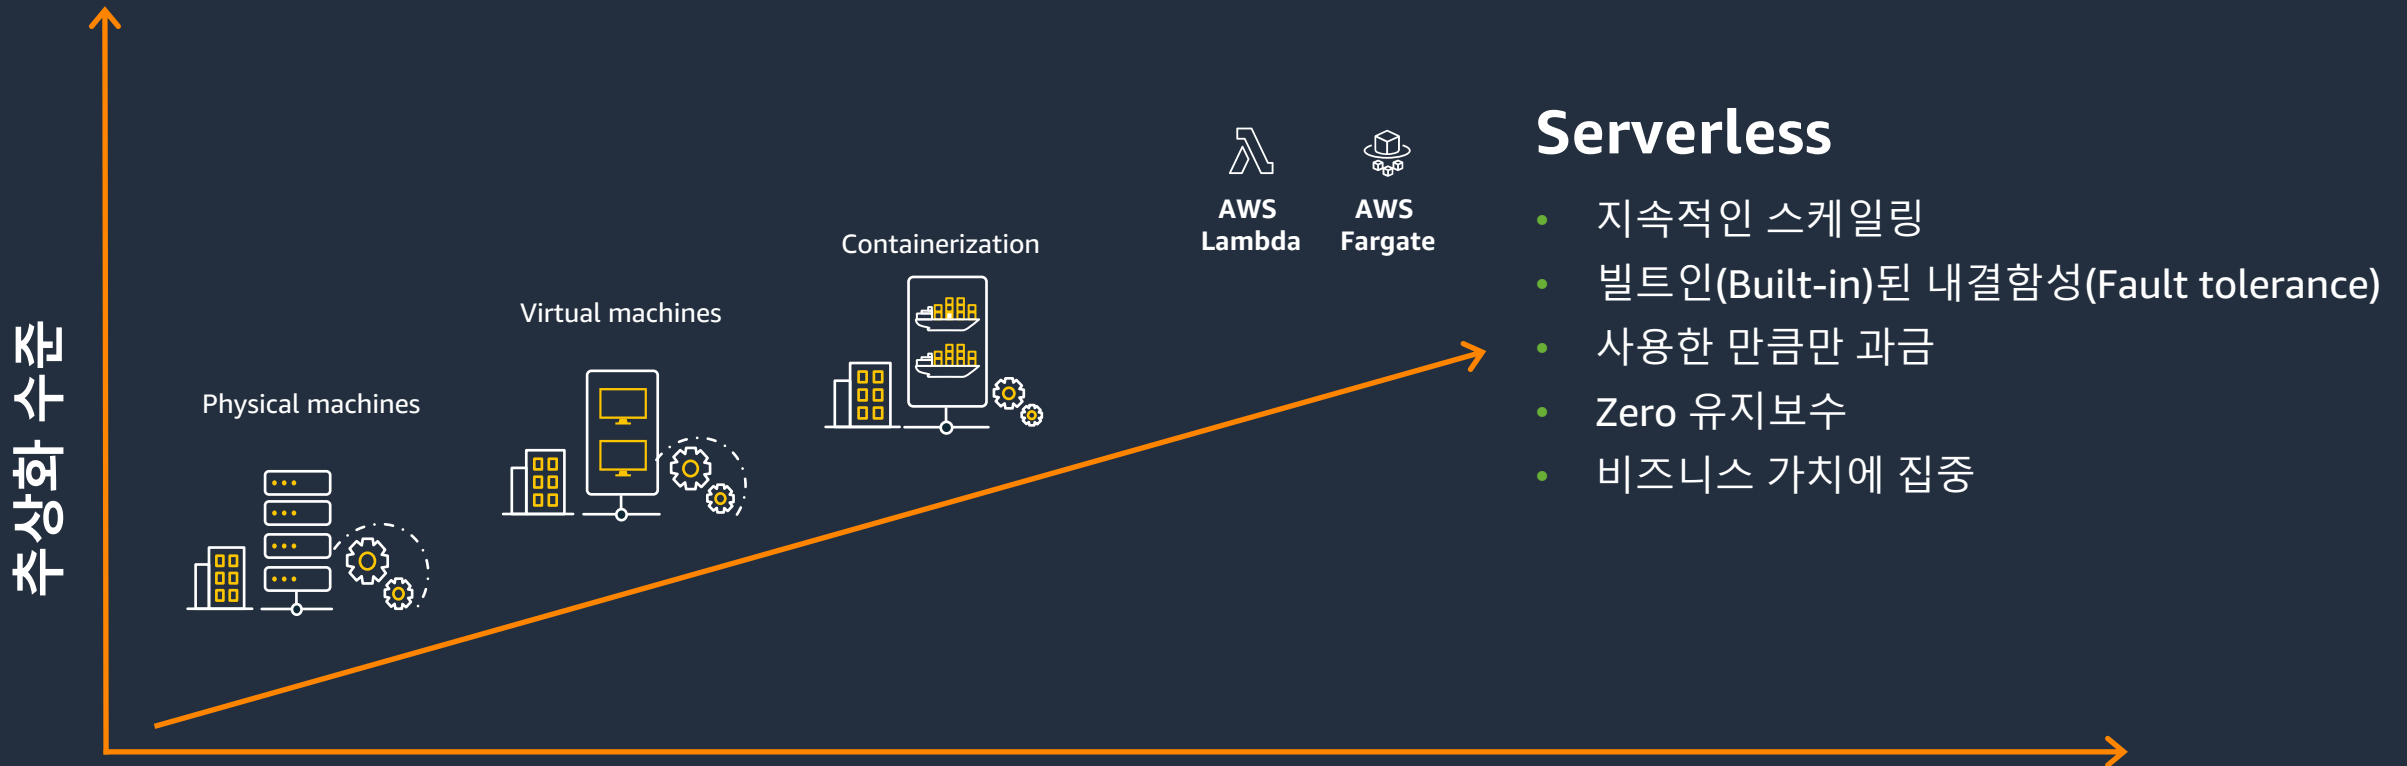 추상화 수준
Physical machines
Virtual machines
Containerization
AWS
Lambda
AWS
Fargate
Serverless
• 지속적인 스케일링
• 빌트인(Built-in)된 내결함성(Fault tolerance)
• 사용한 만큼만 과금
• Zero 유지보수
• 비즈니스 가치에 집중